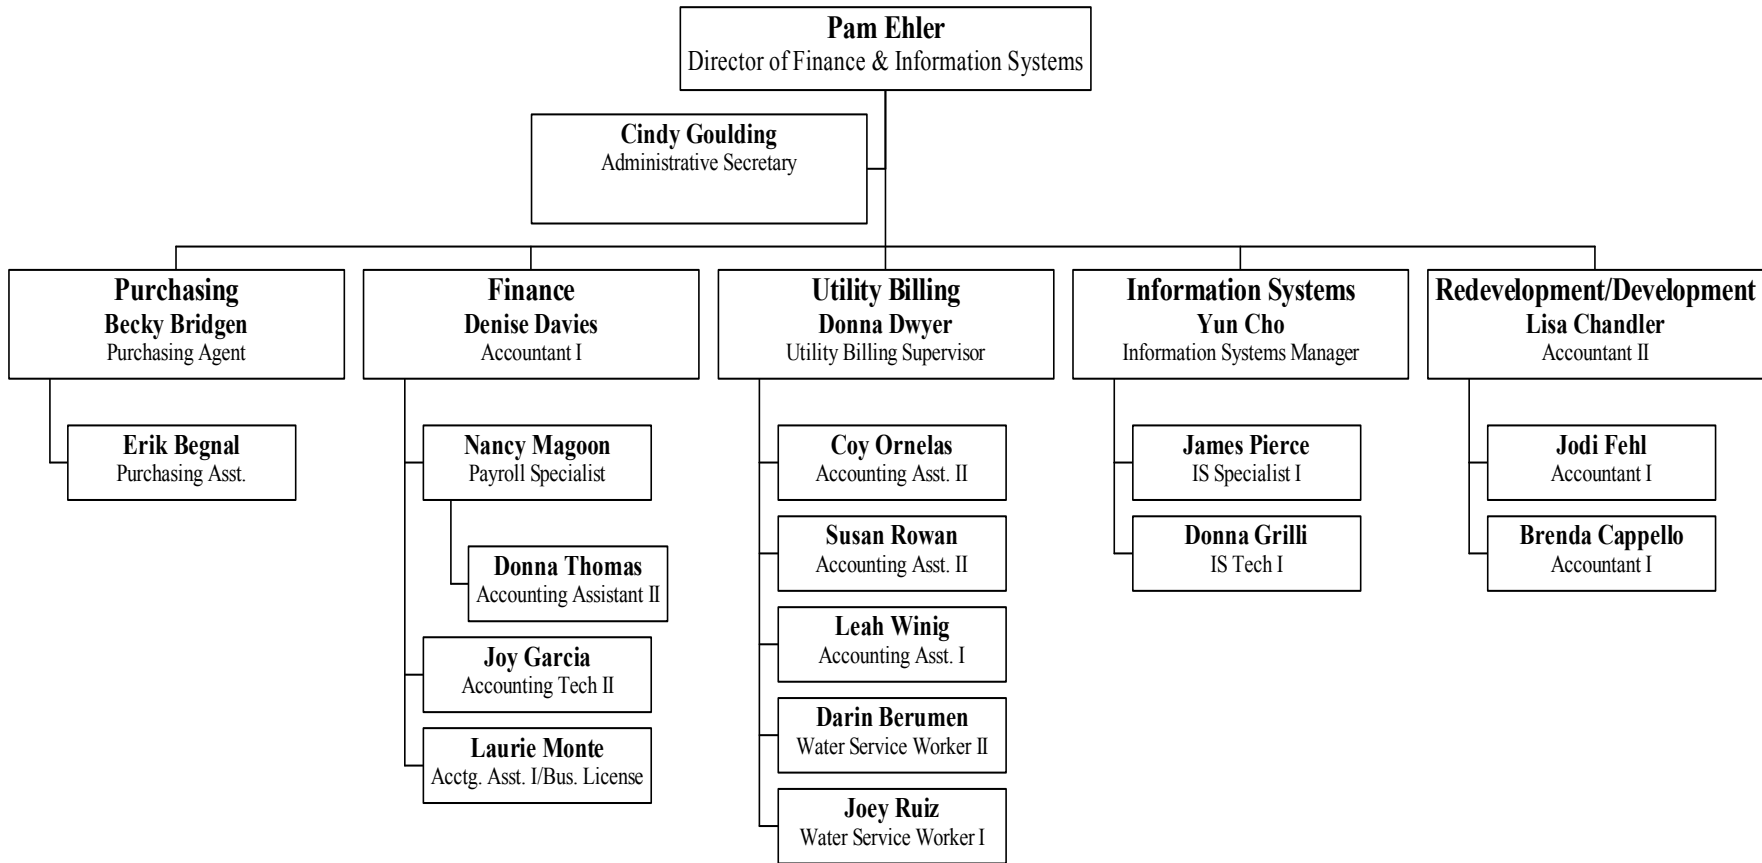 Pam Ehler
Director of Finance & Information Systems
Cindy Goulding
Administrative Secretary
Purchasing
Becky Bridgen
Purchasing Agent
Erik Begnal
Purchasing Asst.
Finance
Denise Davies
Accountant I
Nancy Magoon
Payroll Specialist
Donna Thomas
Accounting Assistant II
Joy Garcia
Accounting Tech II
Laurie Monte
Acctg. Asst. I/Bus. License
Utility Billing
Donna Dwyer
Utility Billing Supervisor
Coy Ornelas
Accounting Asst. II
Susan Rowan
Accounting Asst. II
Leah Winig
Accounting Asst. I
Darin Berumen
Water Service Worker II
Joey Ruiz
Water Service Worker I
Information Systems
Yun Cho
Information Systems Manager
James Pierce
IS Specialist I
Donna Grilli
IS Tech I
Redevelopment/Development
Lisa Chandler
Accountant II
Jodi Fehl
Accountant I
Brenda Cappello
Accountant I